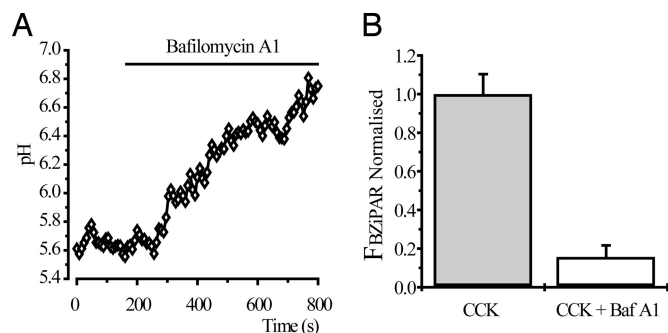 A
Bafilomycin A1
pH
7.0
6.8
6.6
6.4
6.2
6.0
5.8
5.6
5.4
0
200
400
600
800
Time (s)
B
FBZiPAR Normalised
1.2
1.0
0.8
0.6
0.4
0.2
0.0
CCK
CCK + Baf A1